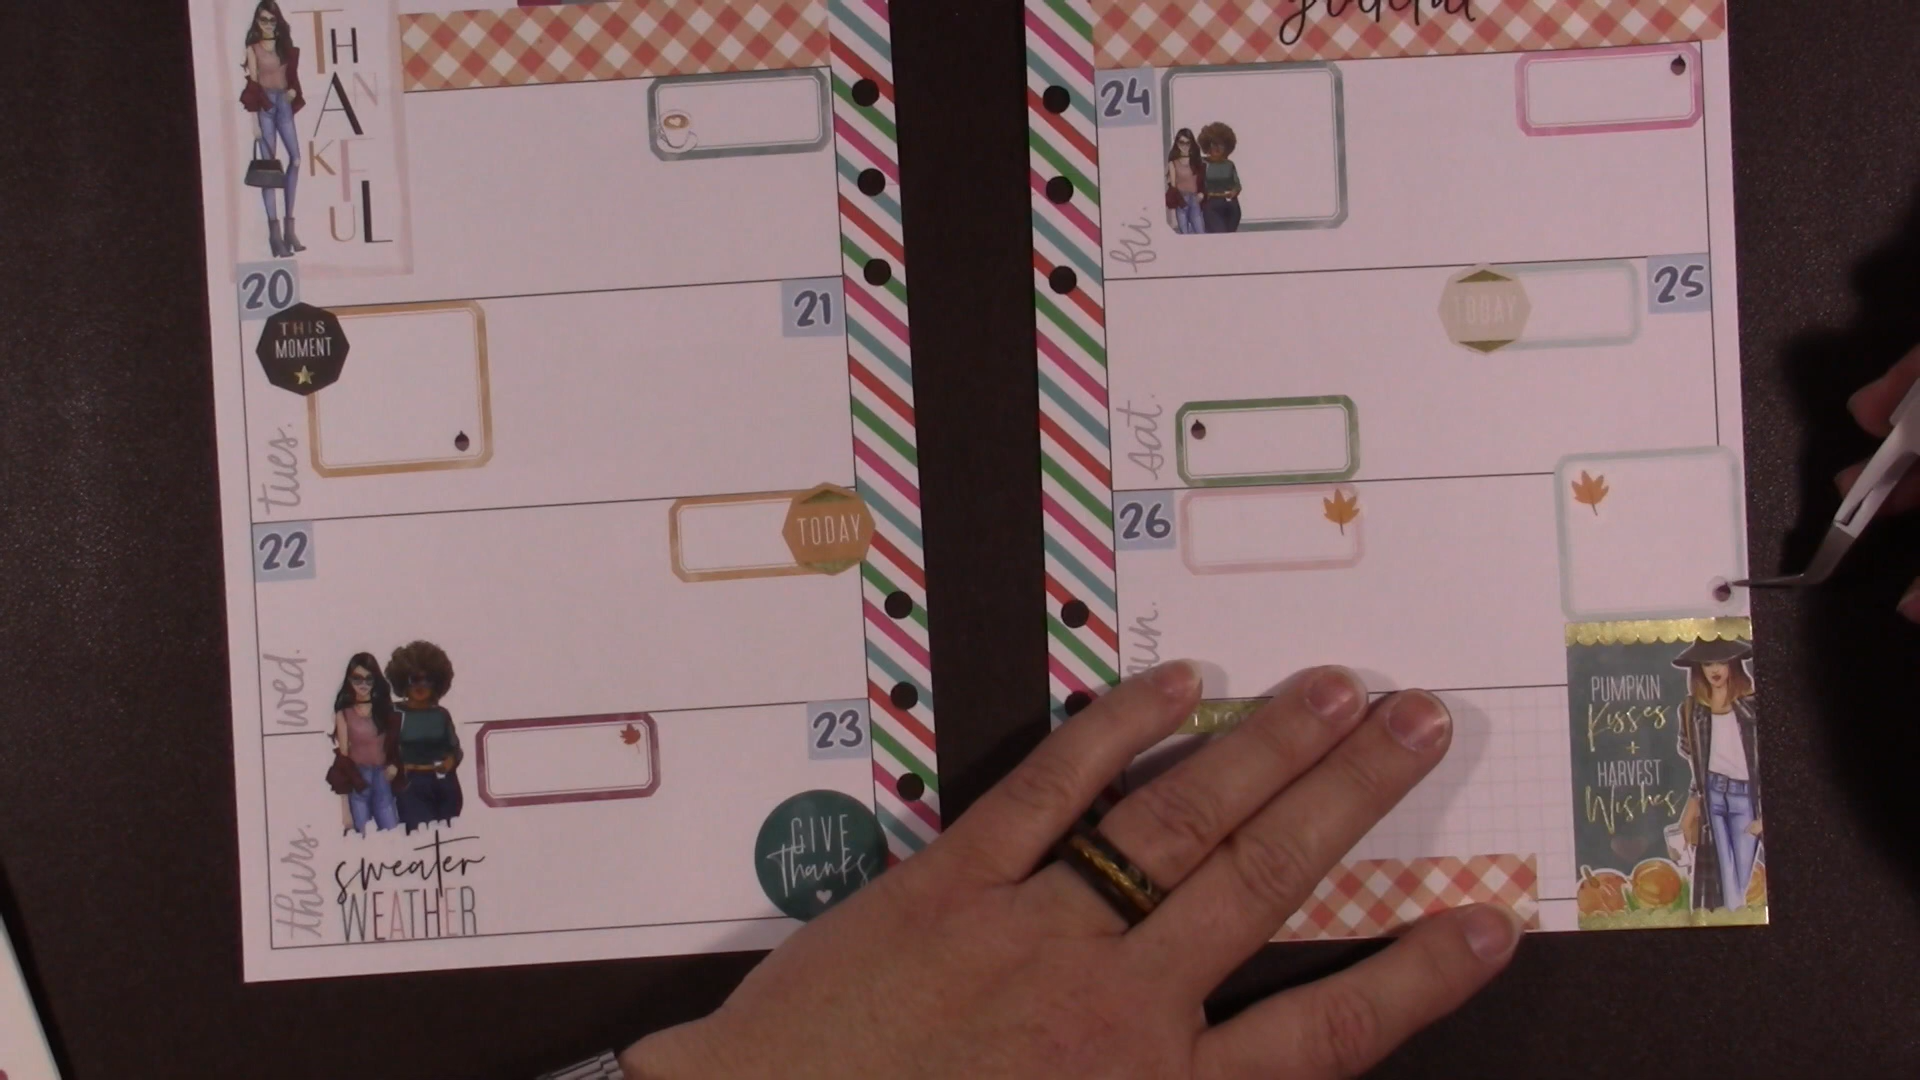 THANKFUL
20
THIS
MOMENT
21
tues.
22
TODAY
wed.
23
GIVE
thanks
thurs.
sweater
WEATHER
24
fri.
25
TODAY
sat.
26
PUMPKIN
Kisses
+
HARVEST
Wishes